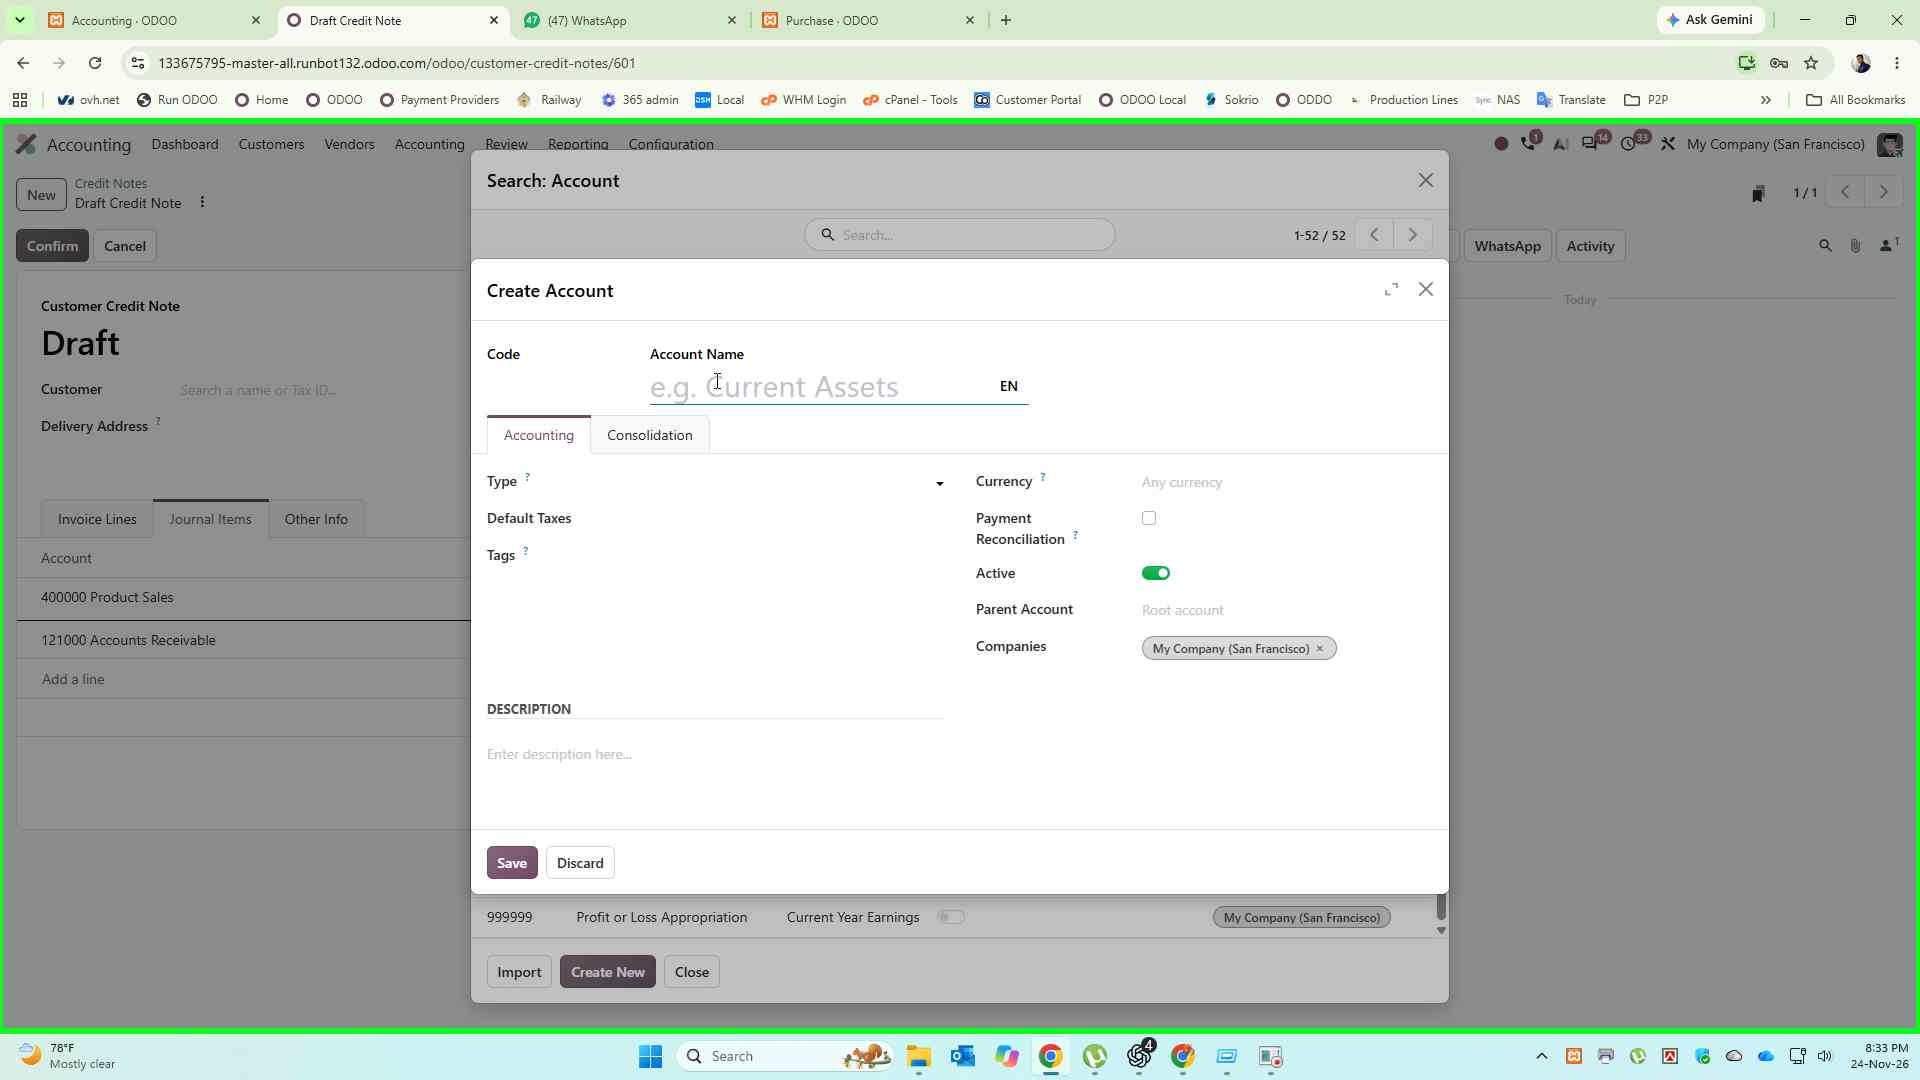 Accounting - ODOO
Draft Credit Note
(47) WhatsApp
Purchase - ODOO
Ask Gemini
133675795-master-all.runbot132.odoo.com/odoo/customer-credit-notes/601
ovh.net
Run ODOO
Home
ODOO
Payment Providers
Railway
365 admin
Local
WHM Login
cPanel - Tools
Customer Portal
ODOO Local
Sokrio
ODDO
Production Lines
NAS
Translate
P2P
All Bookmarks
Accounting
Dashboard
Customers
Vendors
Accounting
Review
Reporting
Configuration
1
14
33
My Company (San Francisco)
New
Credit Notes
Draft Credit Note
1 / 1
Confirm
Cancel
WhatsApp
Activity
1
Search: Account
Search...
1-52 / 52
Today
Customer Credit Note
Draft
Customer
Search a name or Tax ID...
Delivery Address ?
Invoice Lines
Journal Items
Other Info
Account
400000 Product Sales
121000 Accounts Receivable
Add a line
Create Account
Code
Account Name
e.g. Current Assets
EN
Accounting
Consolidation
Type ?
Default Taxes
Tags ?
Currency ?
Any currency
Payment
Reconciliation ?
Active
Parent Account
Root account
Companies
My Company (San Francisco)
DESCRIPTION
Enter description here...
Save
Discard
999999
Profit or Loss Appropriation
Current Year Earnings
My Company (San Francisco)
Import
Create New
Close
78°F
Mostly clear
Search
4
8:33 PM
24-Nov-26